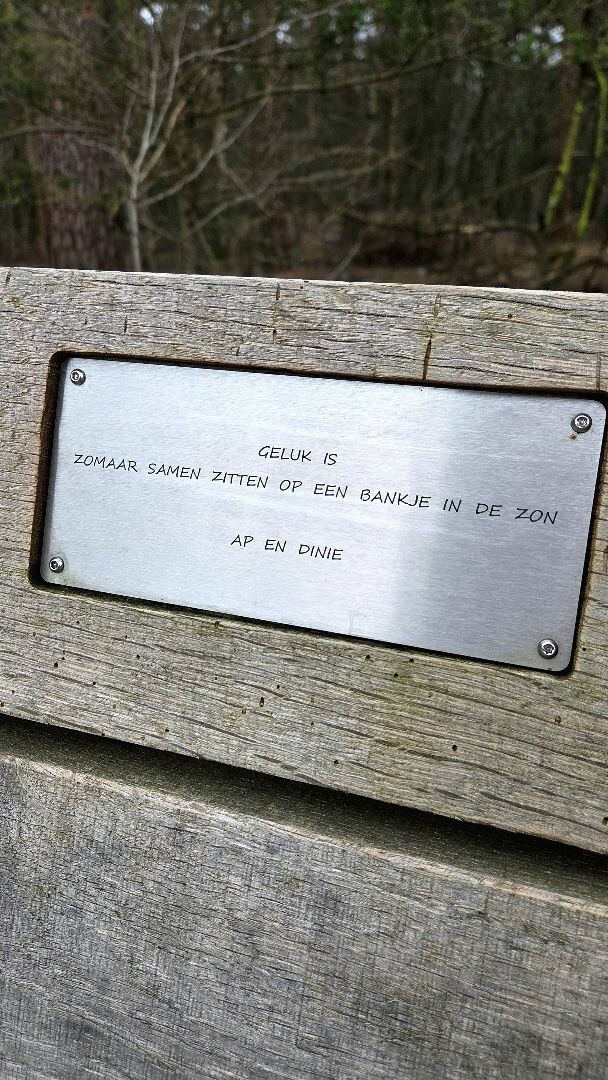 GELUK IS
ZOMAAR SAMEN ZITTEN OP EEN BANKJE IN DE ZON
AP EN DINIE